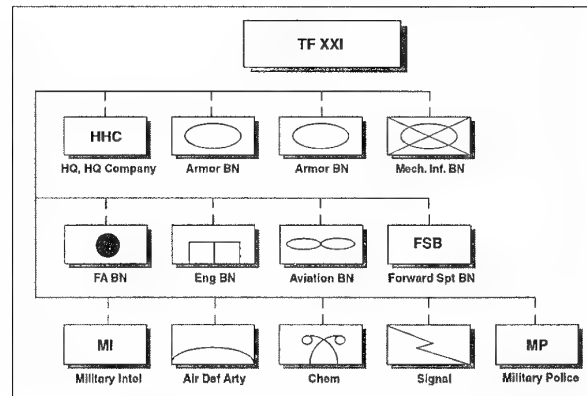 TF XXI
HHC
HQ, HQ Company
Armor BN
Armor BN
Mech. Inf. BN
FA BN
Eng BN
Aviation BN
FSB
Forward Spt BN
MI
Military Intel
Air Def Arty
Chem
Signal
MP
Military Police